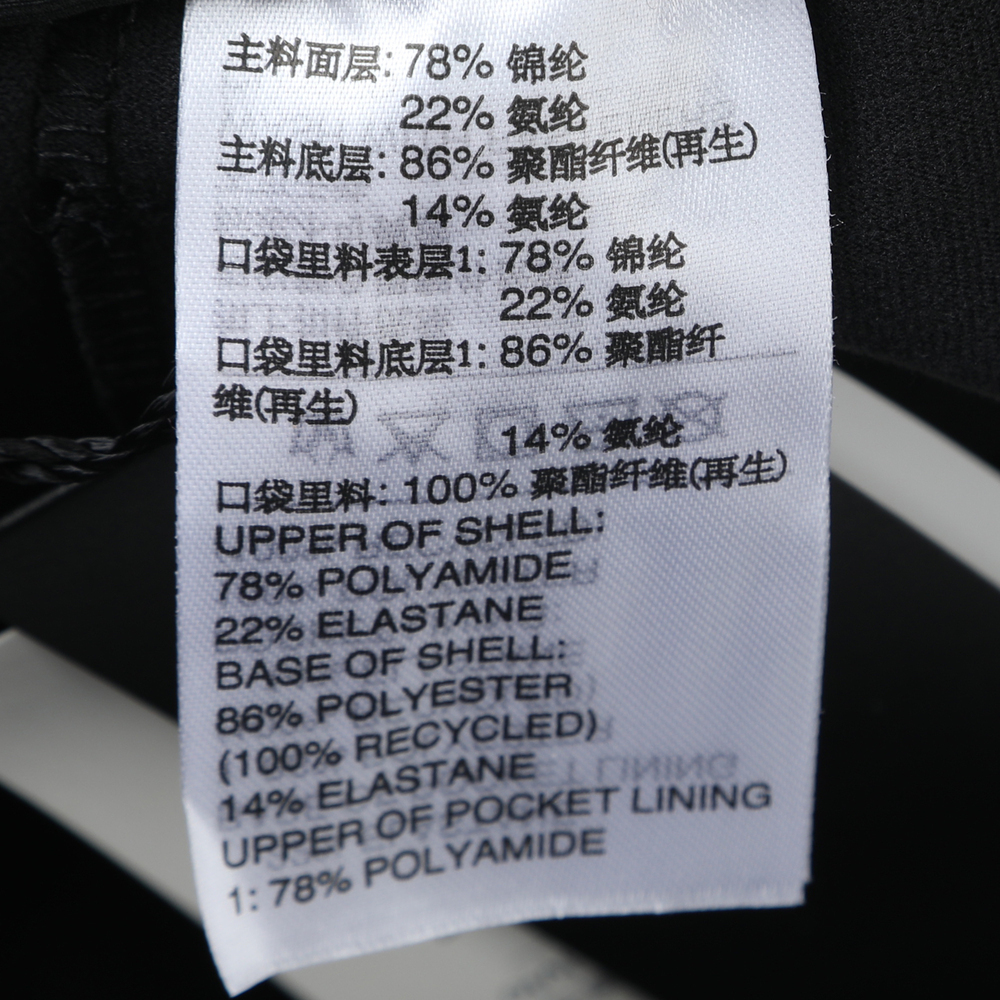 主料面层: 78% 锦纶
22% 氨纶
主料底层: 86% 聚酯纤维(再生)
14% 氨纶
口袋里料表层1: 78% 锦纶
22% 氨纶
口袋里料底层1: 86% 聚酯纤
维(再生)
14% 氨纶
口袋里料: 100% 聚酯纤维(再生)
UPPER OF SHELL:
78% POLYAMIDE
22% ELASTANE
BASE OF SHELL:
86% POLYESTER
(100% RECYCLED)
14% ELASTANE
UPPER OF POCKET LINING
1: 78% POLYAMIDE